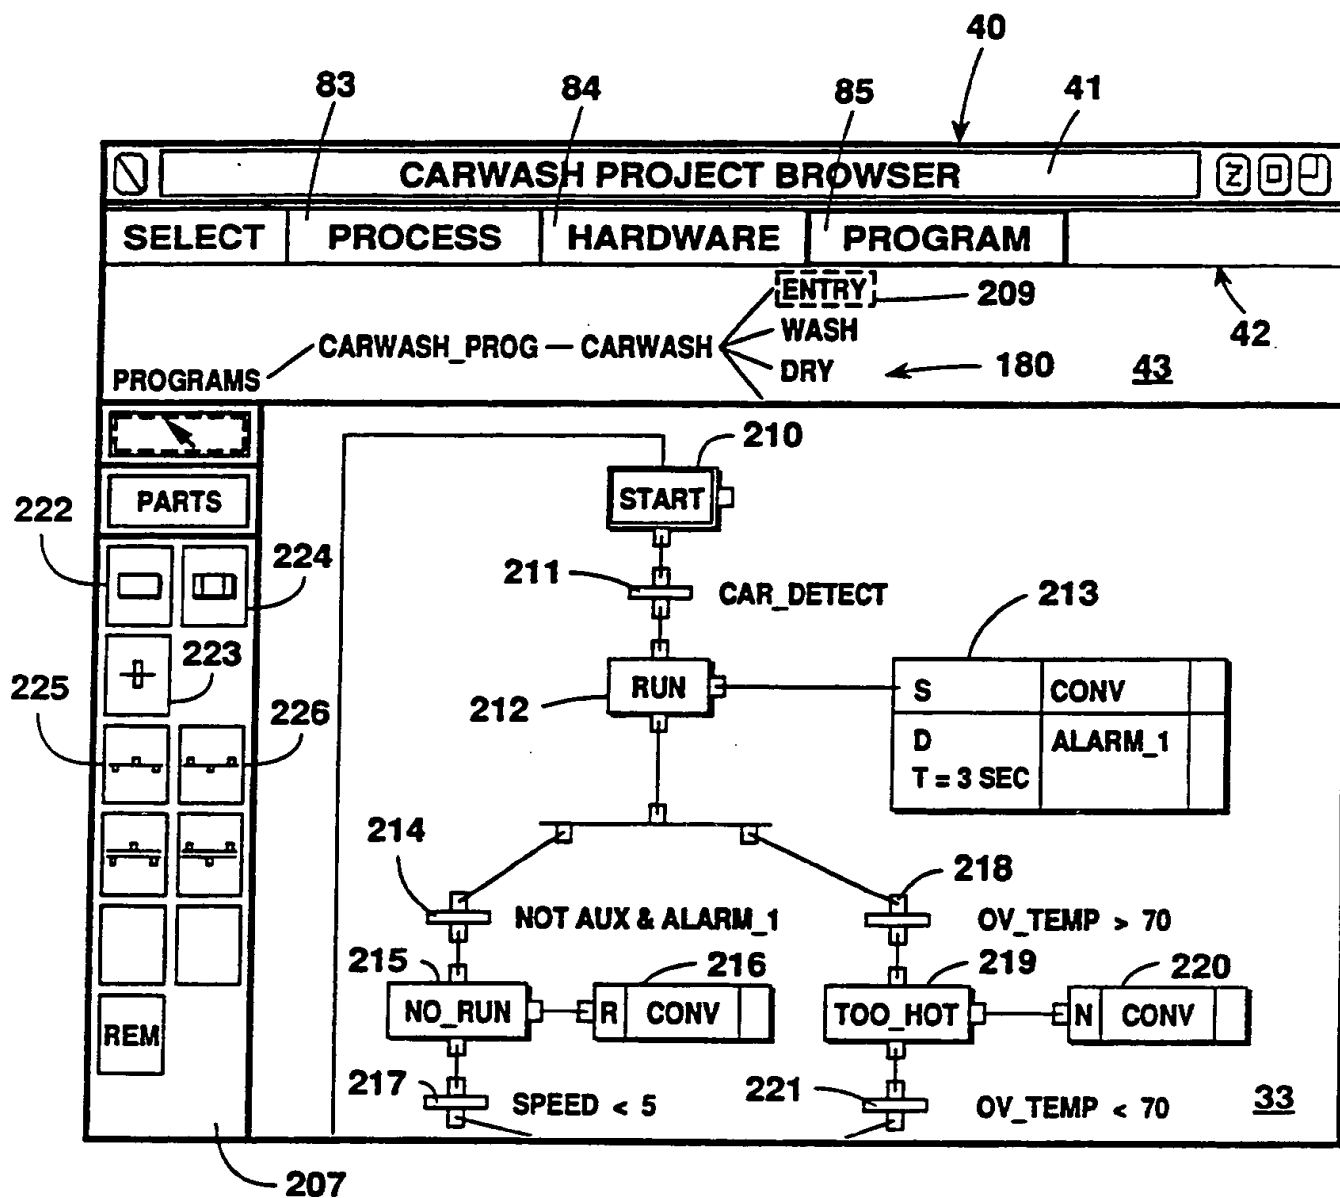 40
83 84 85 41
CARWASH PROJECT BROWSER Z
SELECT PROCESS HARDWARE PROGRAM
ENTRY 209
WASH
42
CARWASH_PROG CARWASH
DRY 180 43
PROGRAMS
210
PARTS START
222
224
211 CAR_DETECT 213
223
225 226
212 RUN S CONV
D ALARM_1
T = 3 SEC
214 218
NOT AUX & ALARM_1 OV_TEMP > 70
215 216 219 220
NO_RUN R CONV TOO_HOT N CONV
REM
217 SPEED < 5 221 OV_TEMP < 70 33
207